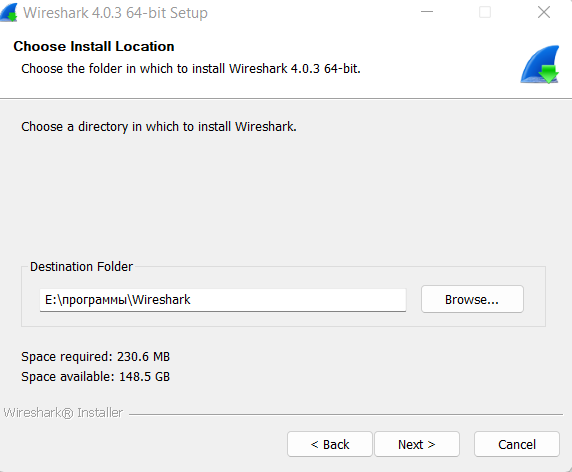 Wireshark 4.0.3 64-bit Setup
Choose Install Location
Choose the folder in which to install Wireshark 4.0.3 64-bit.
Choose a directory in which to install Wireshark.
Destination Folder
E:\программы\Wireshark
Browse...
Space required: 230.6 MB
Space available: 148.5 GB
Wireshark® Installer
< Back
Next >
Cancel